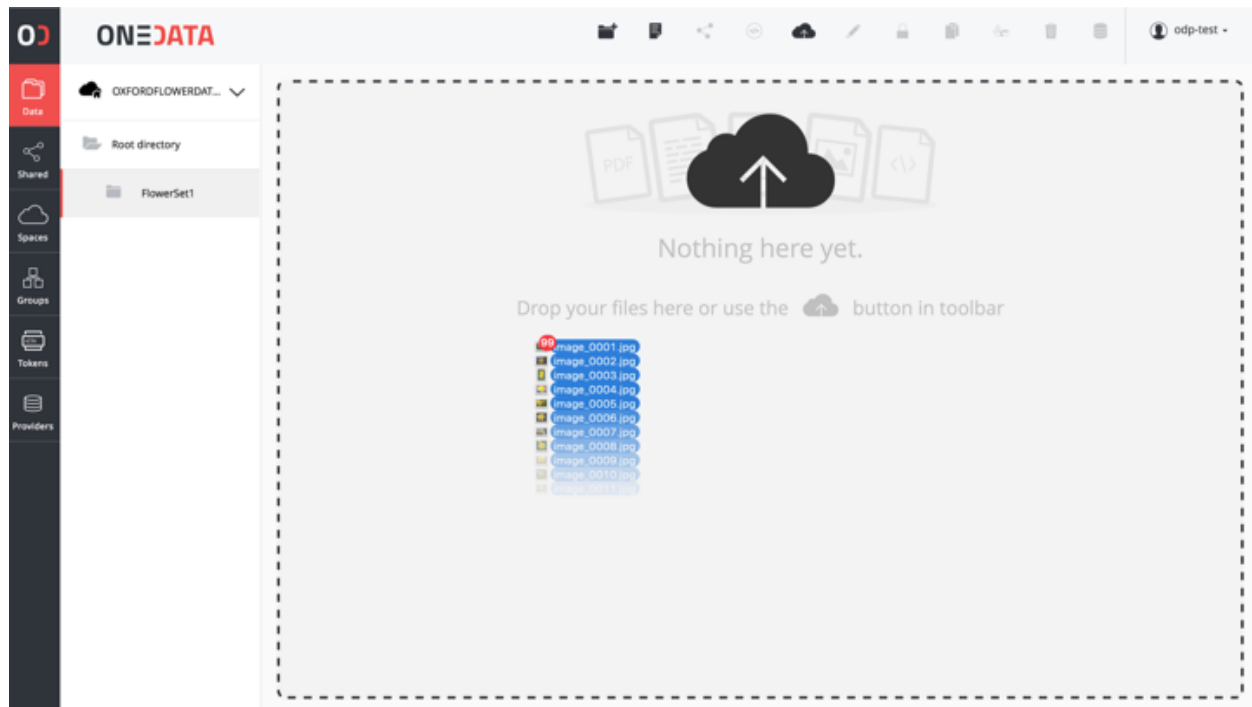 ONEDATA
odp-test
Data
Shared
Spaces
Groups
Tokens
Providers
OXFORDFLOWERDAT...
Root directory
FlowerSet1
PDF
Nothing here yet.
Drop your files here or use the button in toolbar
99
image_0001.jpg
image_0002.jpg
image_0003.jpg
image_0004.jpg
image_0005.jpg
image_0006.jpg
image_0007.jpg
image_0008.jpg
image_0009.jpg
image_0010.jpg
image_0011.jpg